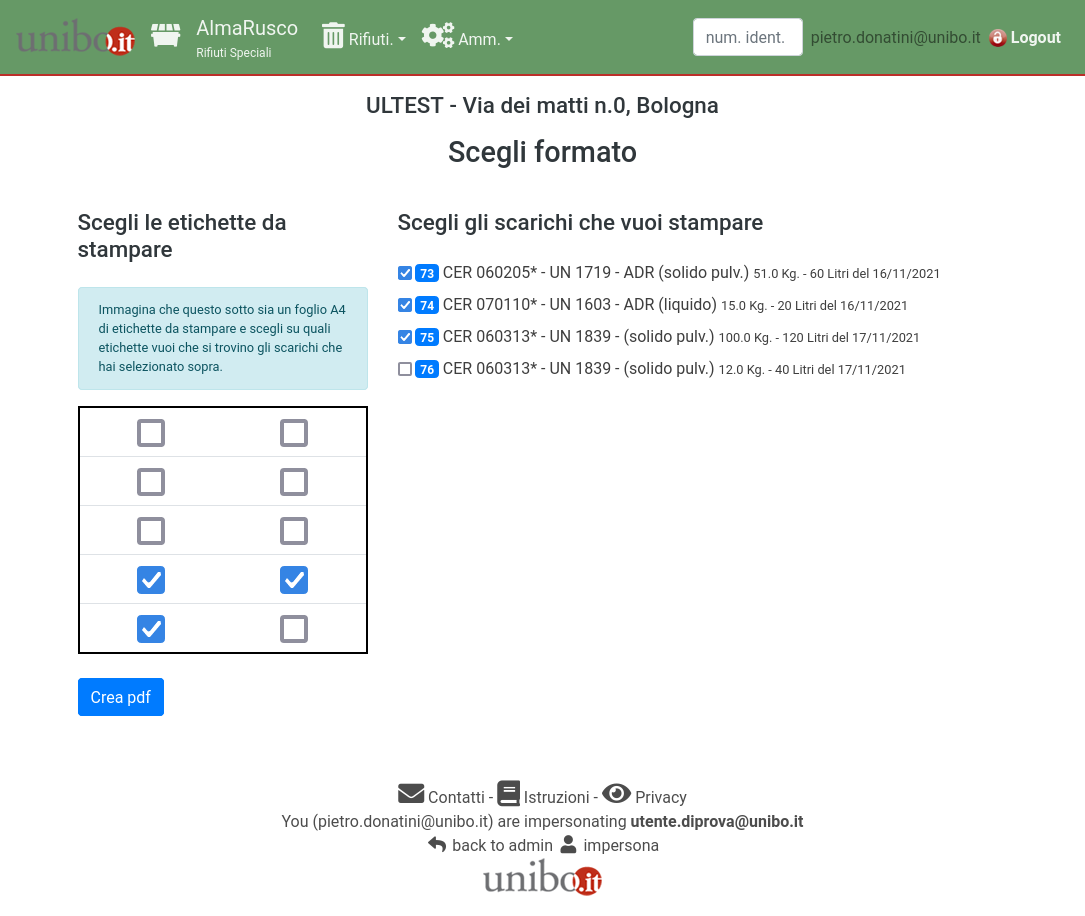 unibo.it
AlmaRusco
Rifiuti Speciali
Rifiuti.
Amm.
num. ident.
pietro.donatini@unibo.it
Logout
ULTEST - Via dei matti n.0, Bologna
Scegli formato
Scegli le etichette da
stampare
Immagina che questo sotto sia un foglio A4
di etichette da stampare e scegli su quali
etichette vuoi che si trovino gli scarichi che
hai selezionato sopra.
Crea pdf
Scegli gli scarichi che vuoi stampare
73 CER 060205* - UN 1719 - ADR (solido pulv.) 51.0 Kg. - 60 Litri del 16/11/2021
74 CER 070110* - UN 1603 - ADR (liquido) 15.0 Kg. - 20 Litri del 16/11/2021
75 CER 060313* - UN 1839 - (solido pulv.) 100.0 Kg. - 120 Litri del 17/11/2021
76 CER 060313* - UN 1839 - (solido pulv.) 12.0 Kg. - 40 Litri del 17/11/2021
Contatti - Istruzioni - Privacy
You (pietro.donatini@unibo.it) are impersonating utente.diprova@unibo.it
back to admin impersona
unibo.it